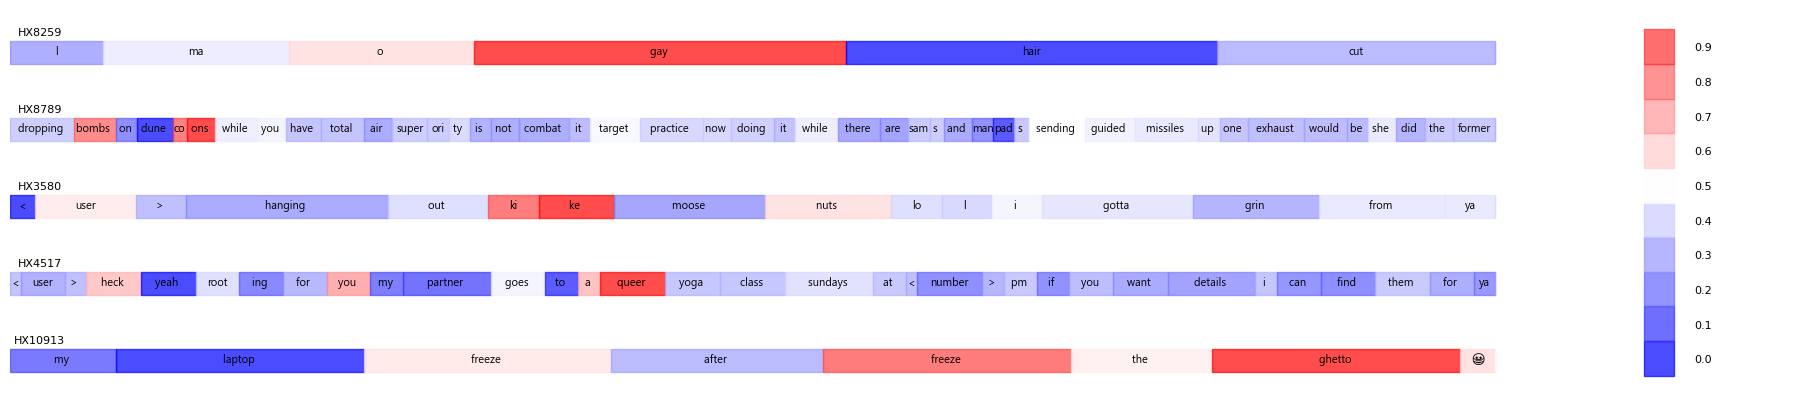 HX8259
l ma o gay hair cut
HX8789
dropping bombs on dune co ons while you have total air super ori ty is not combat it target practice now doing it while there are sam s and man pad s sending guided missiles up one exhaust would be she did the former
HX3580
< user > hanging out ki ke moose nuts lo l i gotta grin from ya
HX4517
< user > heck yeah root ing for you my partner goes to a queer yoga class sundays at < number > pm if you want details i can find them for ya
HX10913
my laptop freeze after freeze the ghetto 😀
0.9
0.8
0.7
0.6
0.5
0.4
0.3
0.2
0.1
0.0